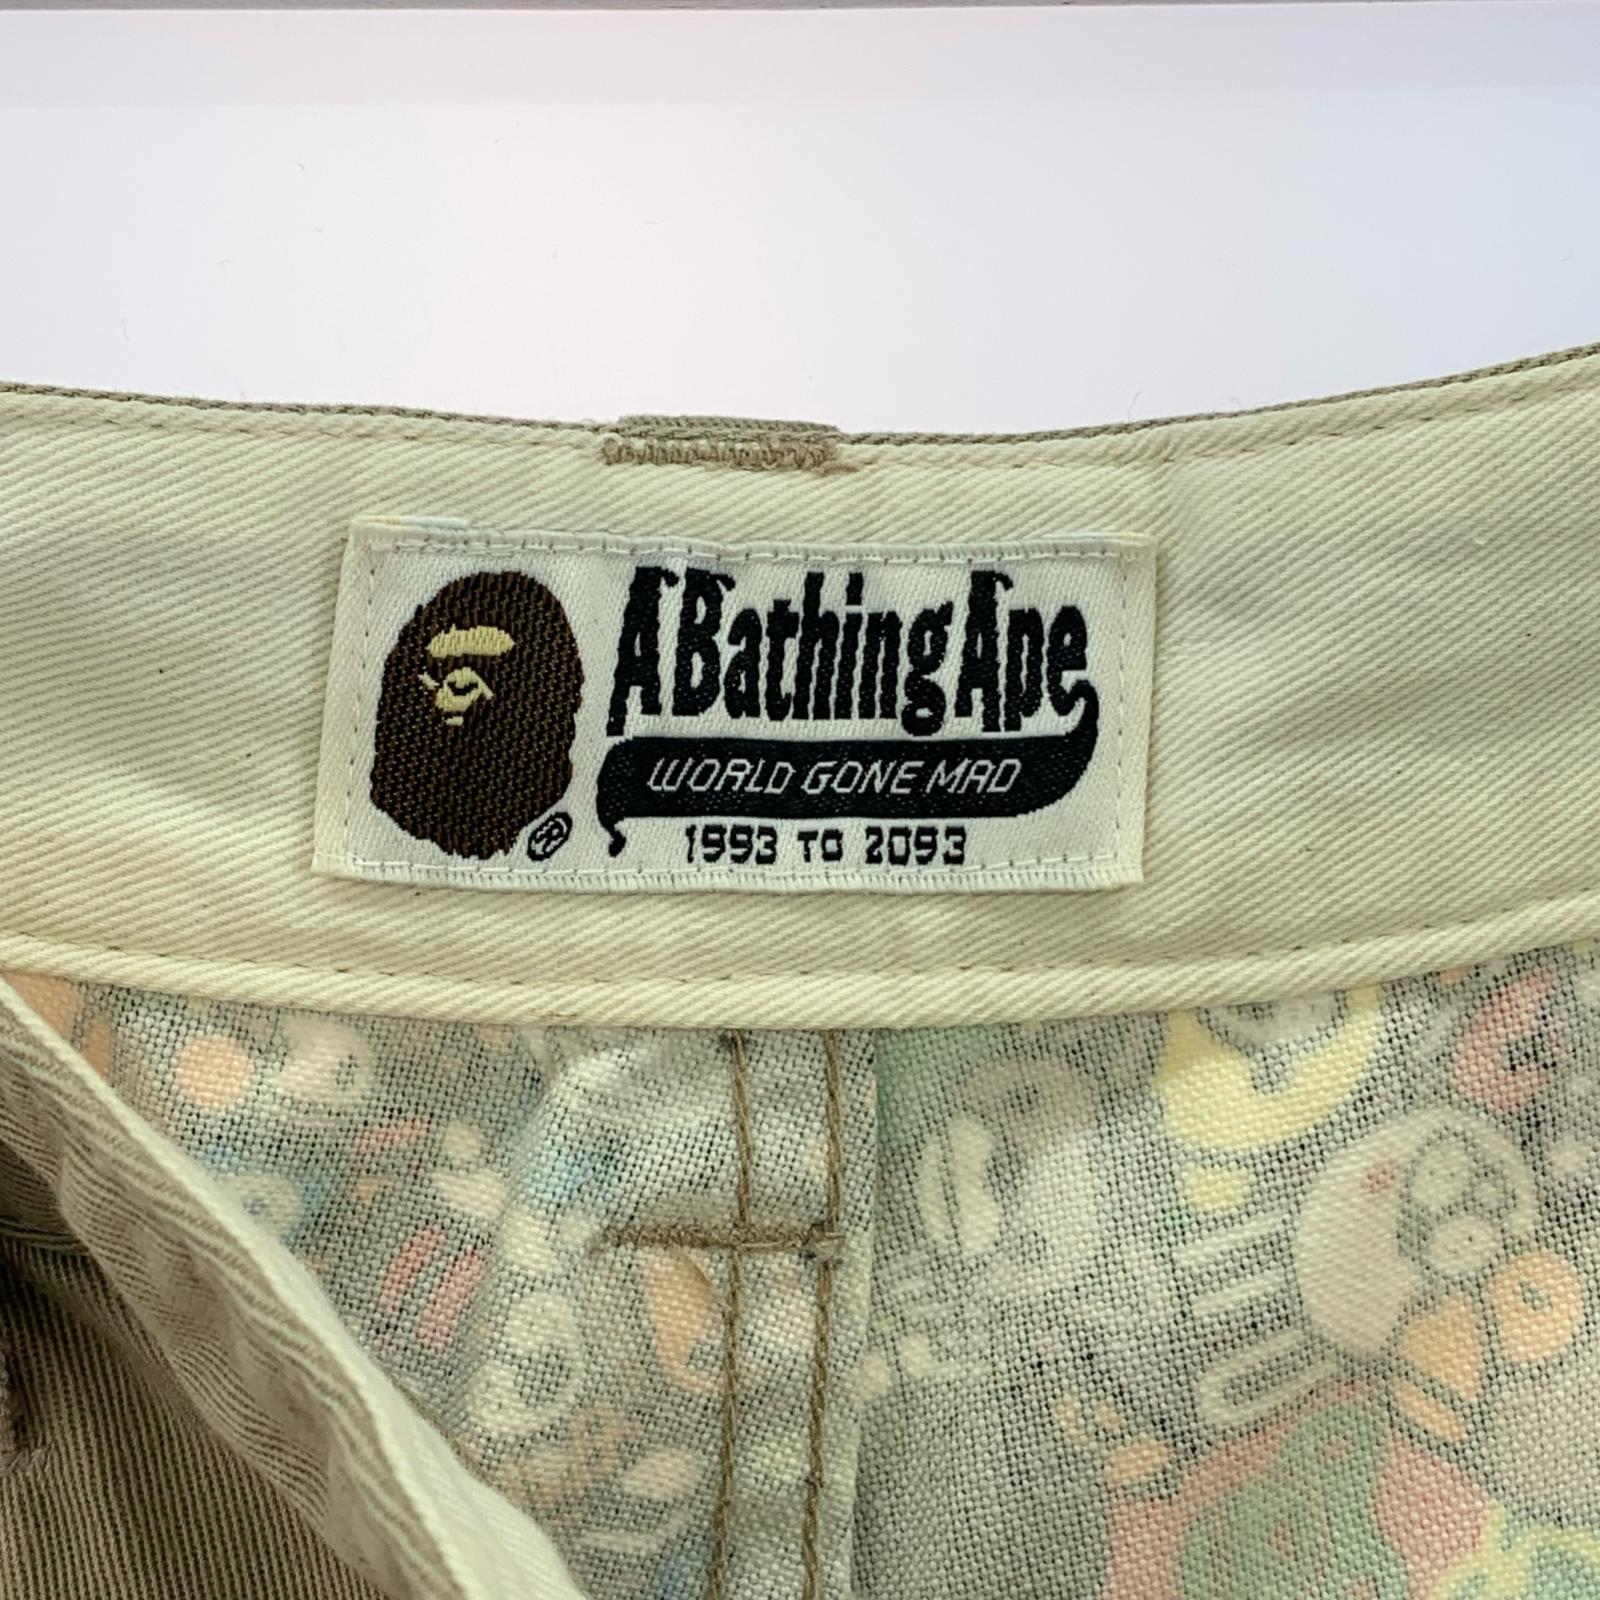 A Bathing Ape
WORLD GONE MAD
1993 TO 2093
®